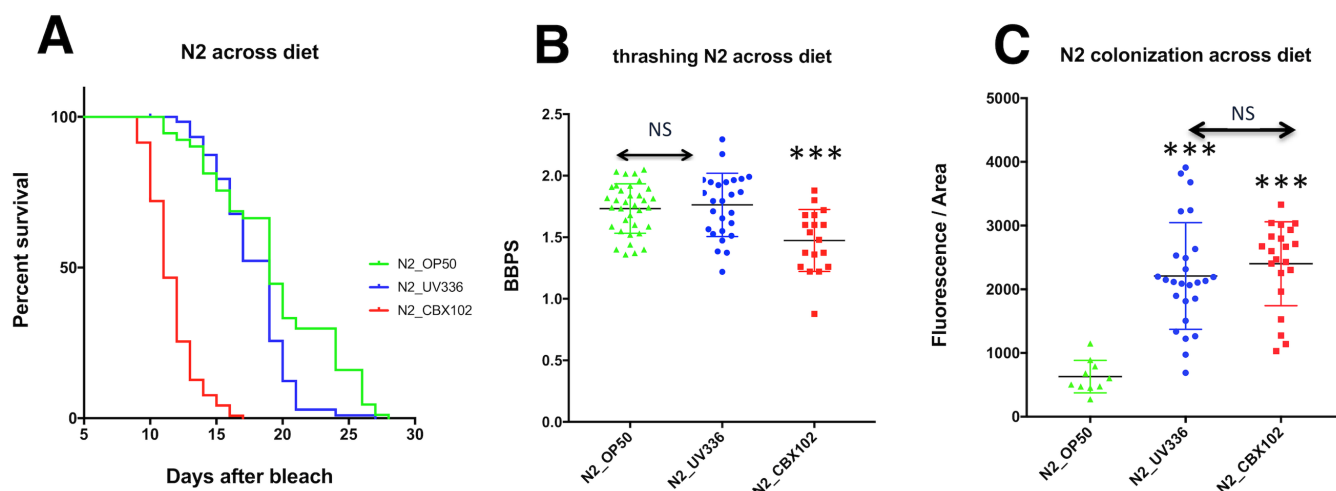 A
N2 across diet
Percent survival
100
50
0
5 10 15 20 25 30
Days after bleach
N2_OP50
N2_UV336
N2_CBX102
B
thrashing N2 across diet
BBPS
2.5
2.0
1.5
1.0
0.5
0.0
NS
***
N2_OP50
N2_UV336
N2_CBX102
C
N2 colonization across diet
Fluorescence / Area
5000
4000
3000
2000
1000
0
NS
***
***
N2_OP50
N2_UV336
N2_CBX102